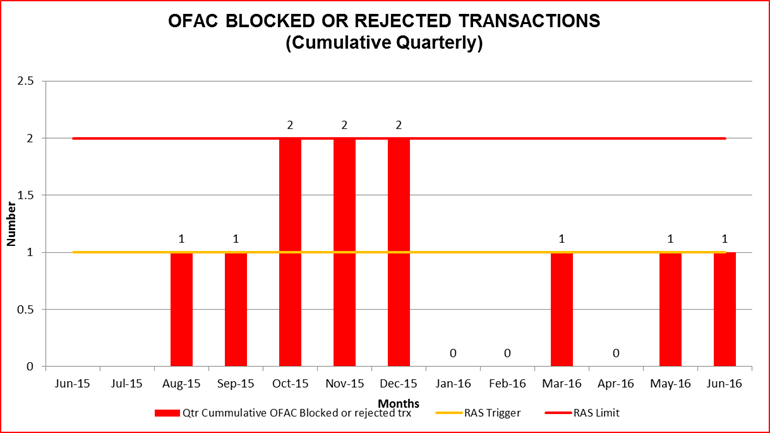 OFAC BLOCKED OR REJECTED TRANSACTIONS
(Cumulative Quarterly)
2.5
2
1.5
1
0.5
0
Number
1 1 2 2 2 0 0 1 0 1 1
Jun-15 Jul-15 Aug-15 Sep-15 Oct-15 Nov-15 Dec-15 Jan-16 Feb-16 Mar-16 Apr-16 May-16 Jun-16
Months
Qtr Cummulative OFAC Blocked or rejected trx RAS Trigger RAS Limit